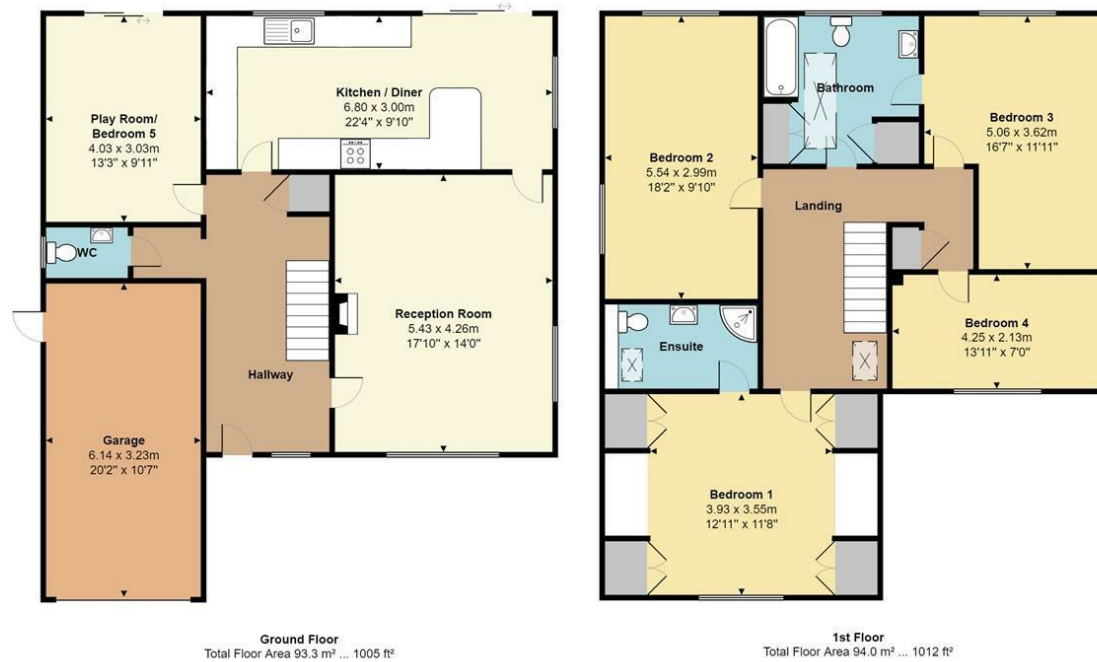 Play Room/
Bedroom 5
4.03 x 3.03m
13'3" x 9'11"
Kitchen / Diner
6.80 x 3.00m
22'4" x 9'10"
WC
Reception Room
5.43 x 4.26m
17'10" x 14'0"
Hallway
Garage
6.14 x 3.23m
20'2" x 10'7"
Ground Floor
Total Floor Area 93.3 m² ... 1005 ft²
Bathroom
Bedroom 2
5.54 x 2.99m
18'2" x 9'10"
Bedroom 3
5.06 x 3.62m
16'7" x 11'11"
Landing
Ensuite
Bedroom 4
4.25 x 2.13m
13'11" x 7'0"
Bedroom 1
3.93 x 3.55m
12'11" x 11'8"
1st Floor
Total Floor Area 94.0 m² ... 1012 ft²